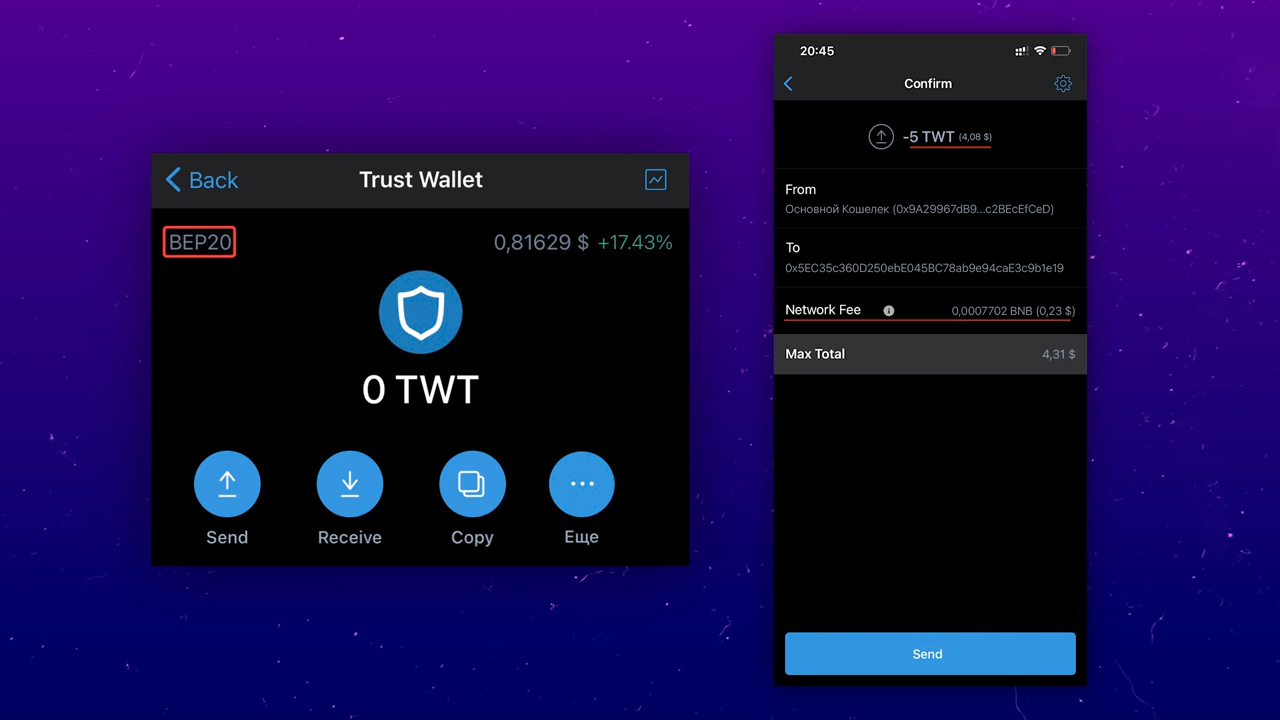 Back
Trust Wallet
BEP20
0,81629 $ +17.43%
0 TWT
Send
Receive
Copy
Еще
20:45
Confirm
-5 TWT (4,08 $)
From
Основной Кошелек (0x9A29967dB9...c2BEcEfCeD)
To
0x5EC35c360D250ebE045BC78ab9e94caE3c9b1e19
Network Fee 0,0007702 BNB (0,23 $)
Max Total 4,31 $
Send